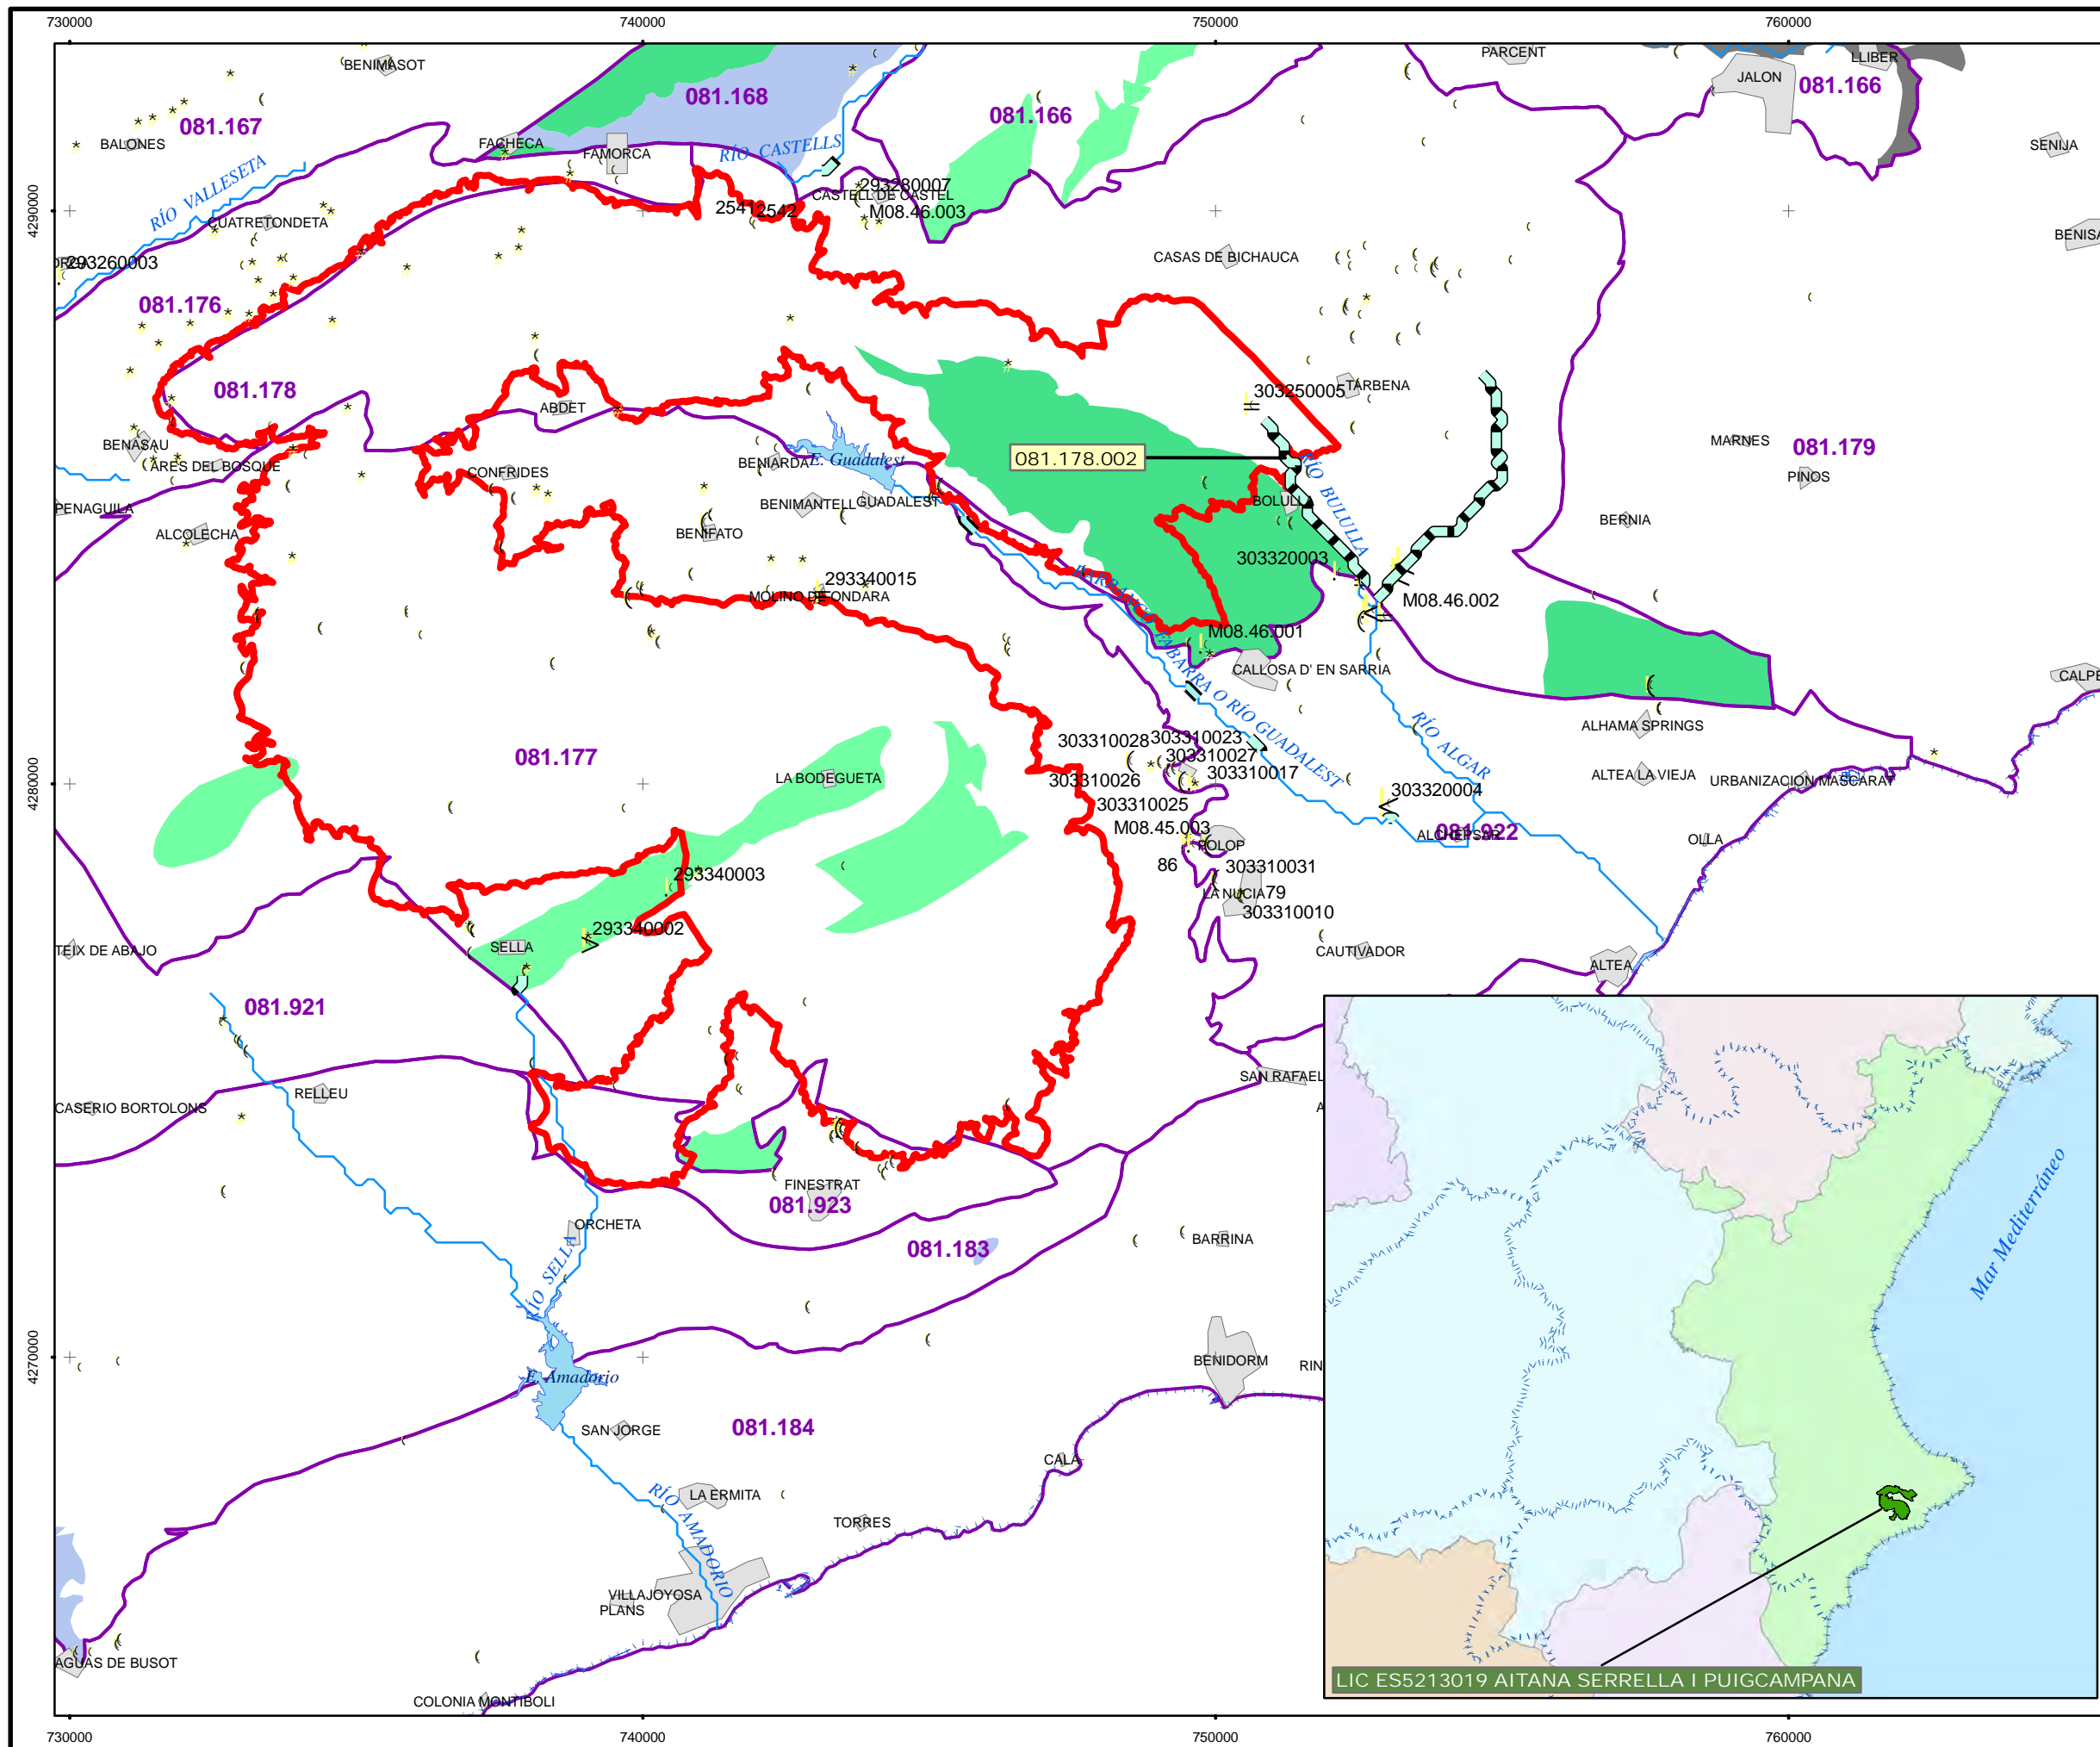 730000
740000
750000
760000
BENIMASOT
PARCENT
LLIBER
JALON
081.168
081.166
081.166
081.167
BALONES
FACHECA
FAMORCA
RÍO CASTELLS
SENIJA
RÍO VALLESETA
293280007
CASTELL DE CASTEL
4290000
2541
2542
M08.46.003
CUATRETONDETA
BENISA
CASAS DE BICHAUCA
293260003
081.176
081.178
303250005
TÁRBENA
ABDET
BENASAU
MARNES
081.179
ARES DEL BOSQUE
CONFRIDES
BENIARDA
E. Guadalest
081.178.002
RÍO BULULLA
PINOS
PENAGUILA
BENIMANTELL
GUADALEST
BOLULLA
ALCOLECHA
BENIFATO
BERNIA
303320003
293340015
MOLINO DE ONDARA
M08.46.002
BARRANCO TABARRA O RÍO GUADALEST
M08.46.001
CALLOSA D' EN SARRIA
CALPE
RÍO ALGAR
ALHAMA SPRINGS
303310028
303310023
081.177
303310027
303310017
4280000
LA BODEGUETA
303310026
ALTEA LA VIEJA
URBANIZACION MASCARAT
303320004
303310025
M08.45.003
081.922
ALCHEPSAR
POLOP
OLLA
86
303310031
293340003
LA NUCIA
79
303310010
293340002
SELLA
TEIX DE ABAJO
CAUTIVADOR
ALTEA
081.921
SAN RAFAEL
RELLEU
CASERIO BORTOLONS
A
FINESTRAT
081.923
ORCHETA
BARRINA
081.183
RÍO SELLA
Mar Mediterráneo
4270000
BENIDORM
RIN
E. Amadorio
SAN JORGE
081.184
CALA
LA ERMITA
RÍO AMADORIO
TORRES
VILLAJOYOSA
PLANS
AGUAS DE BUSOT
LIC ES5213019 AITANA SERRELLA I PUIGCAMPANA
COLONIA MONTIBOLI
730000
740000
750000
760000